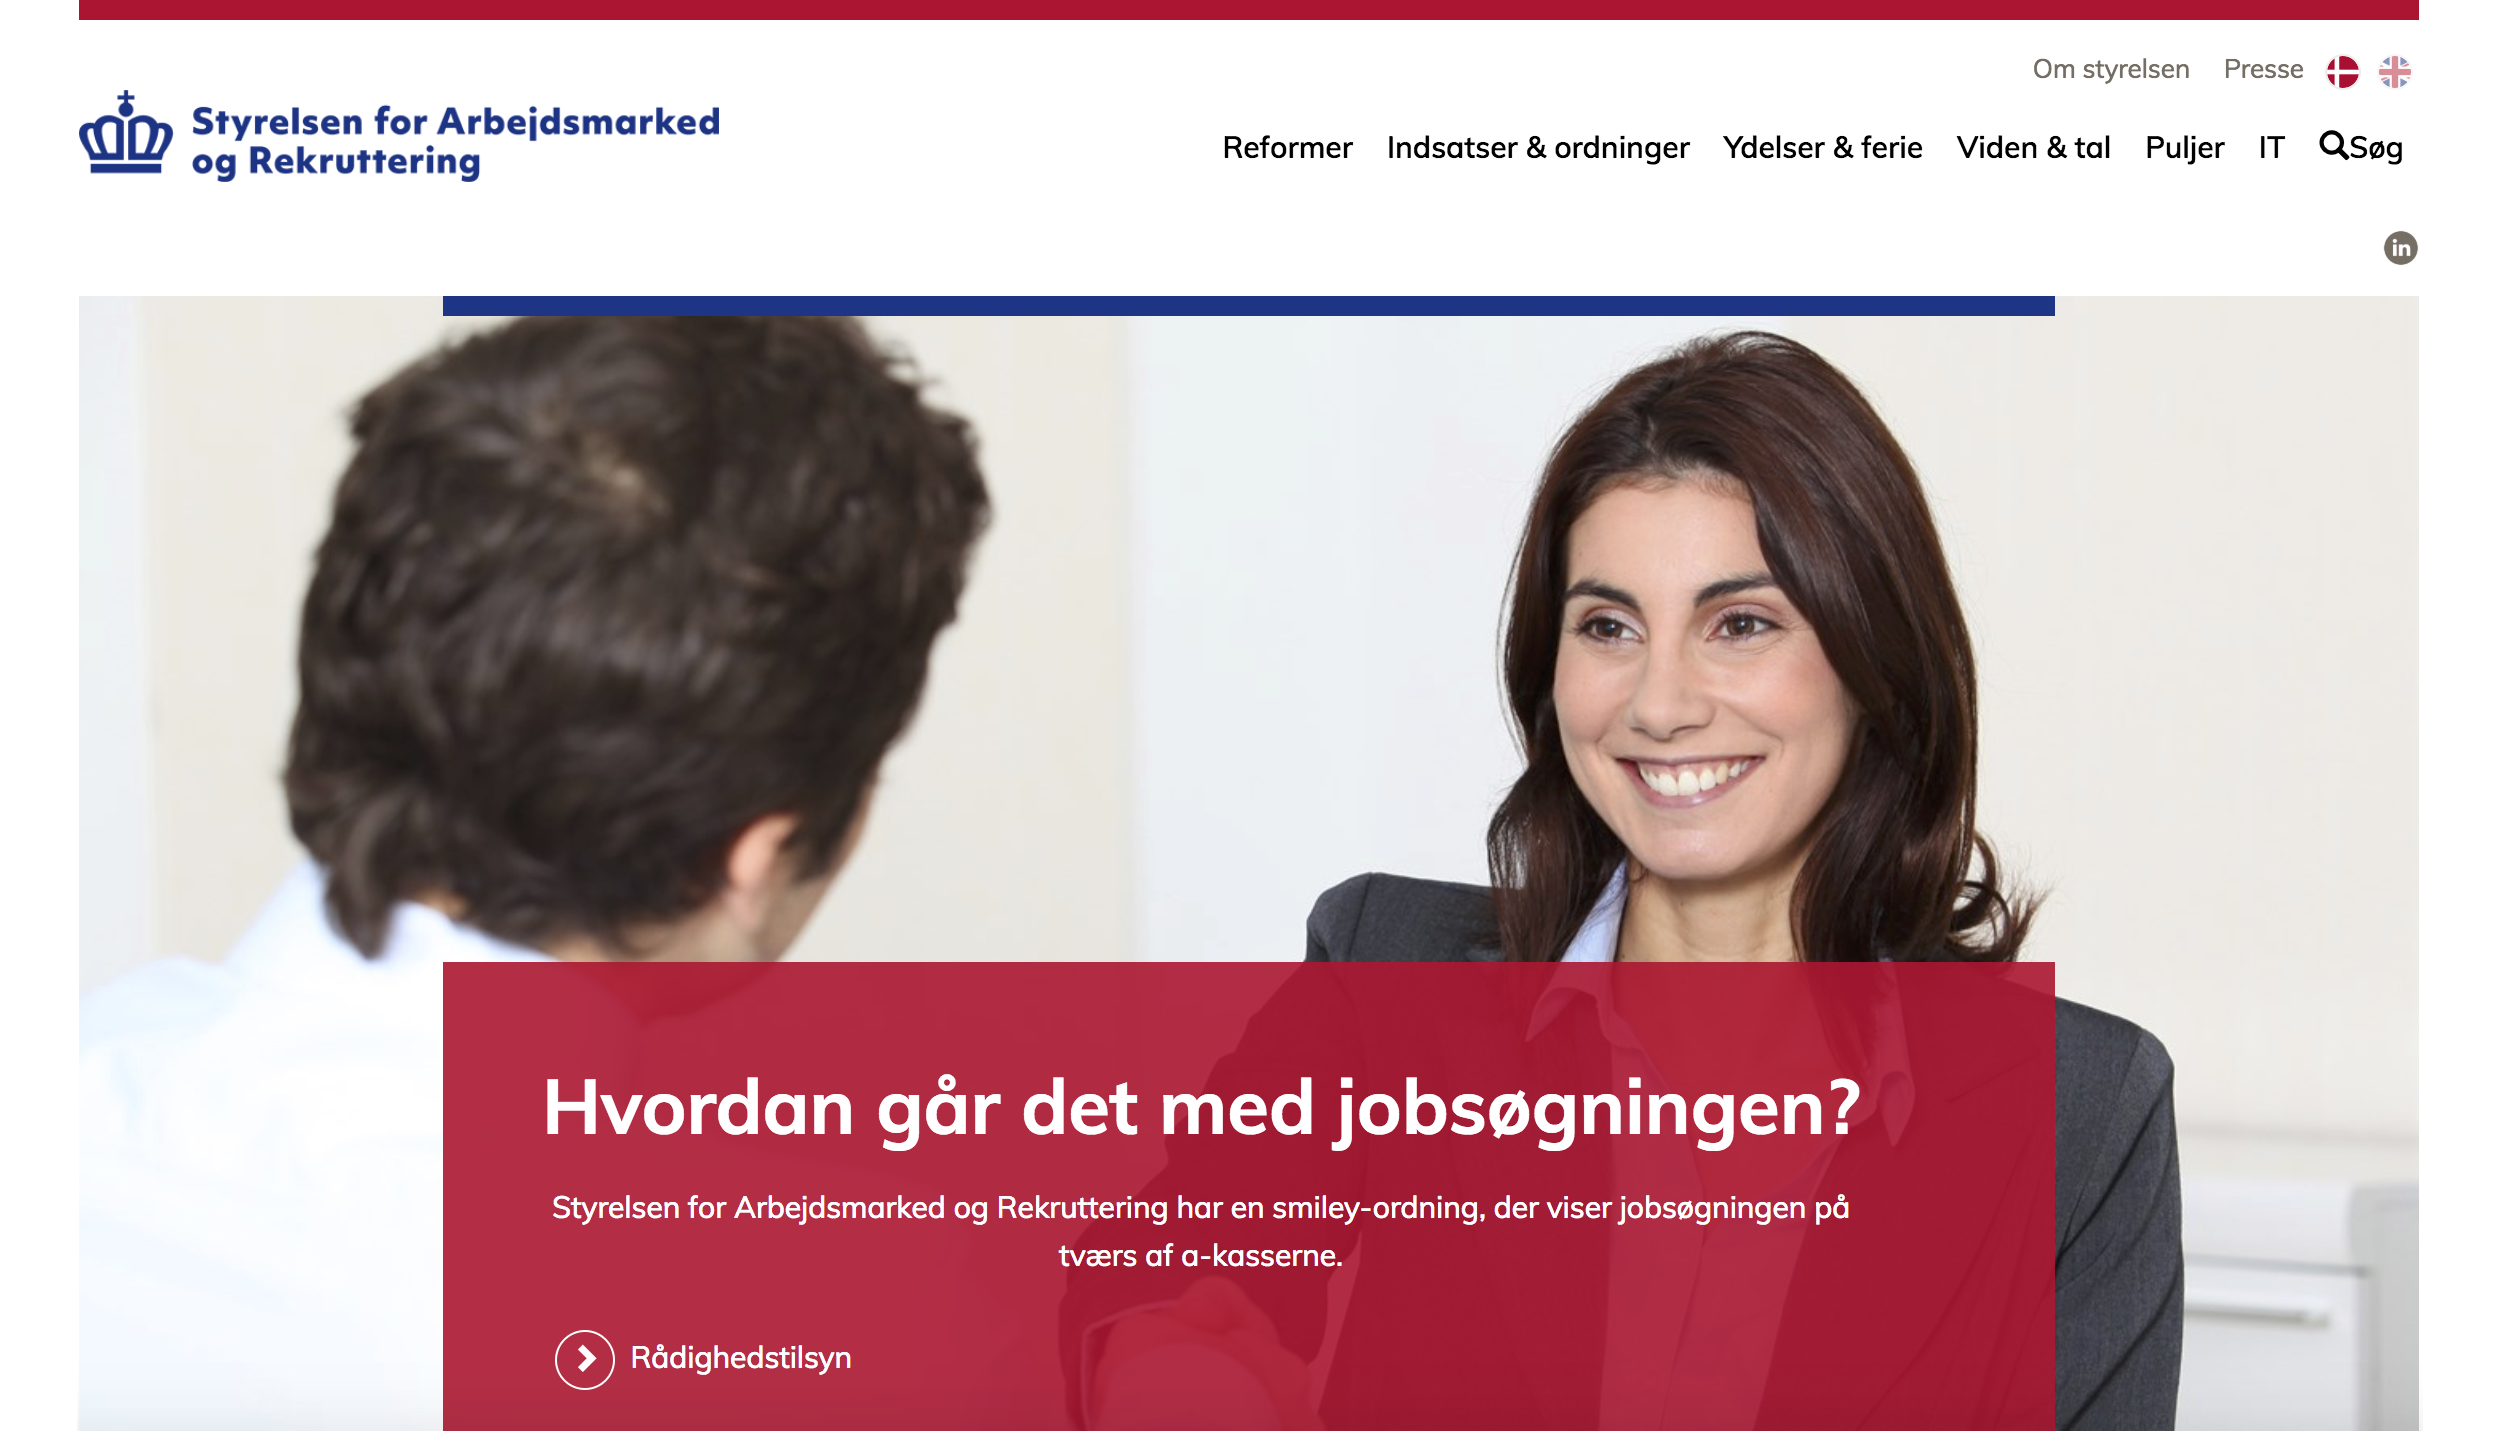 Om styrelsen Presse
Styrelsen for Arbejdsmarked
og Rekruttering
Reformer Indsatser & ordninger Ydelser & ferie Viden & tal Puljer IT Søg
in
Hvordan går det med jobsøgningen?
Styrelsen for Arbejdsmarked og Rekruttering har en smiley-ordning, der viser jobsøgningen på
tværs af a-kasserne.
Rådighedstilsyn